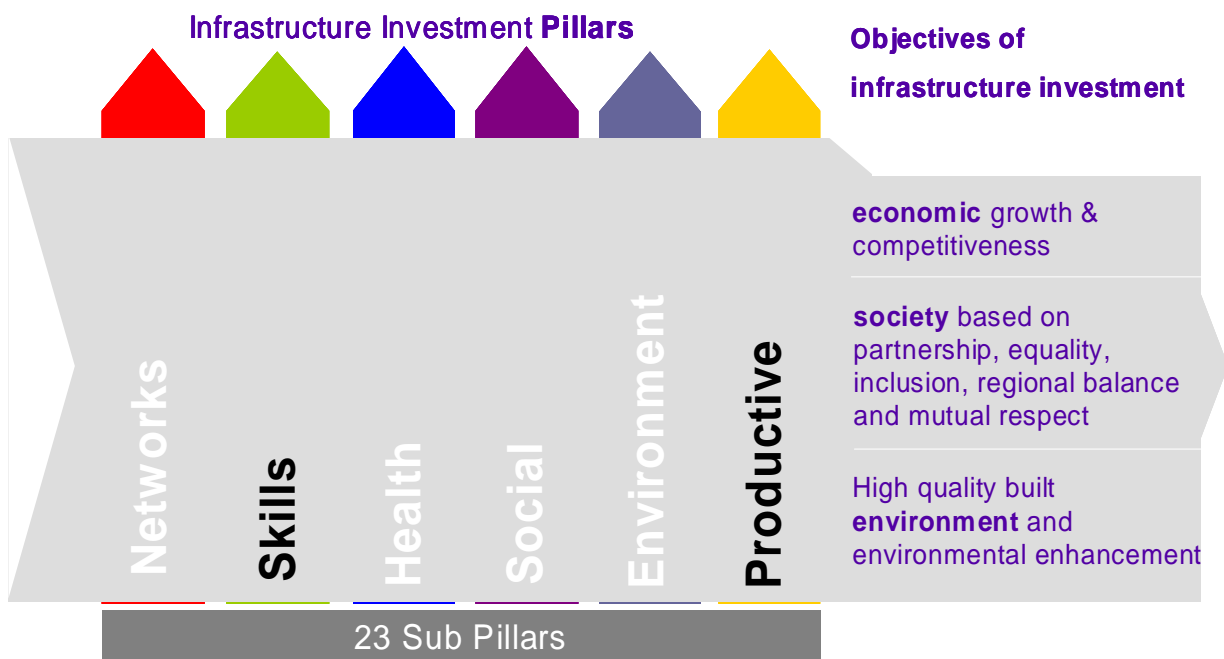 Infrastructure Investment Pillars
Objectives of
infrastructure investment
Networks
Skills
Health
Social
Environment
Productive
economic growth &
competitiveness
society based on
partnership, equality,
inclusion, regional balance
and mutual respect
High quality built
environment and
environmental enhancement
23 Sub Pillars